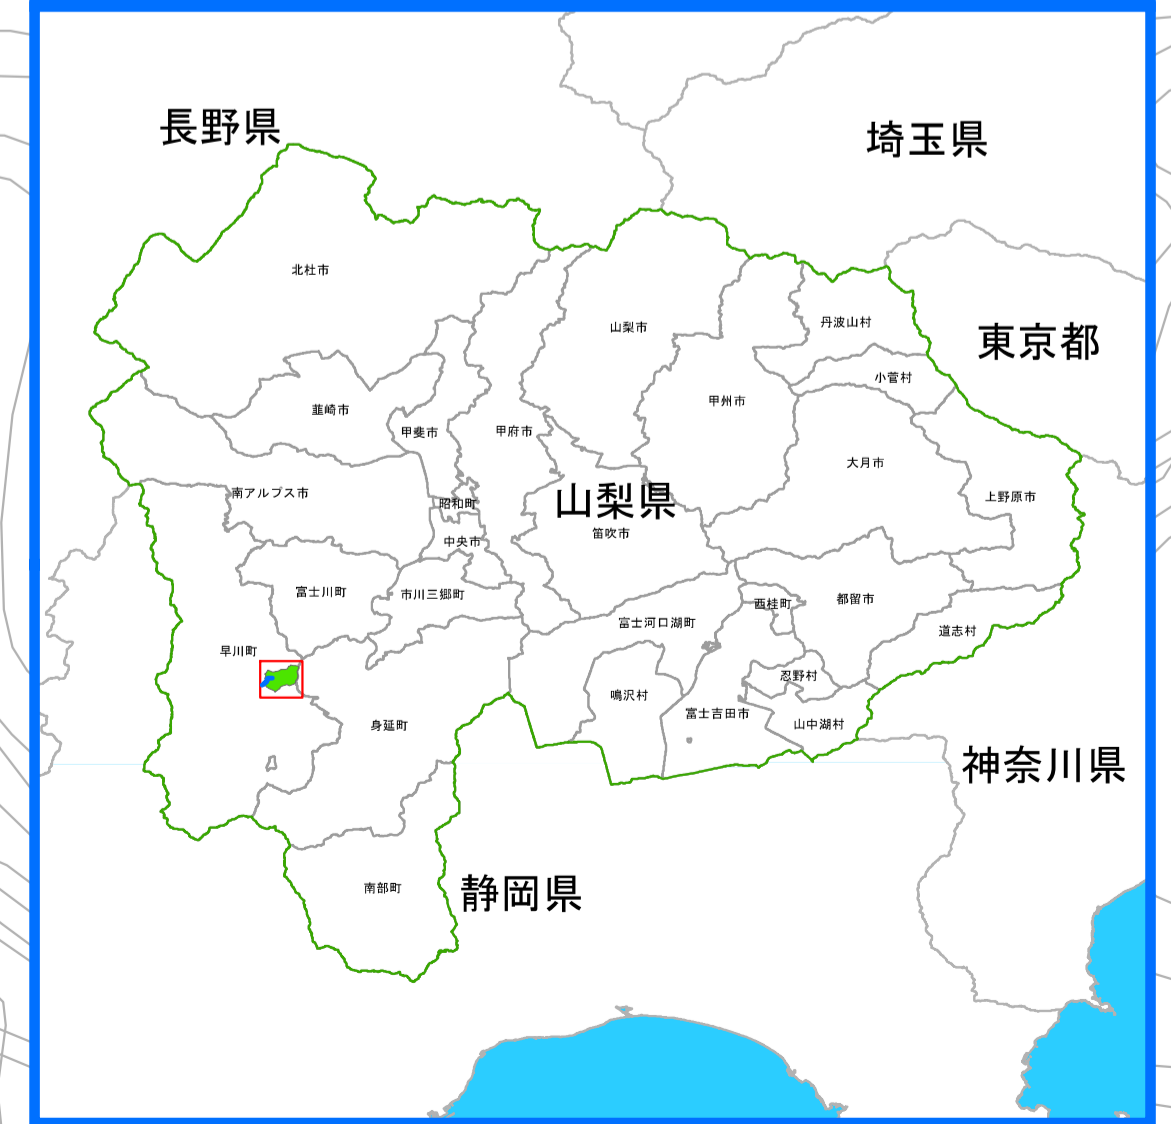 長野県
埼玉県
北杜市
山梨市
丹波山村
東京都
小菅村
甲州市
韮崎市
甲斐市
甲府市
大月市
南アルプス市
上野原市
山梨県
昭和町
笛吹市
中央市
富士川町
市川三郷町
西桂町
都留市
富士河口湖町
道志村
早川町
忍野村
鳴沢村
富士吉田市
山中湖村
身延町
神奈川県
南部町
静岡県